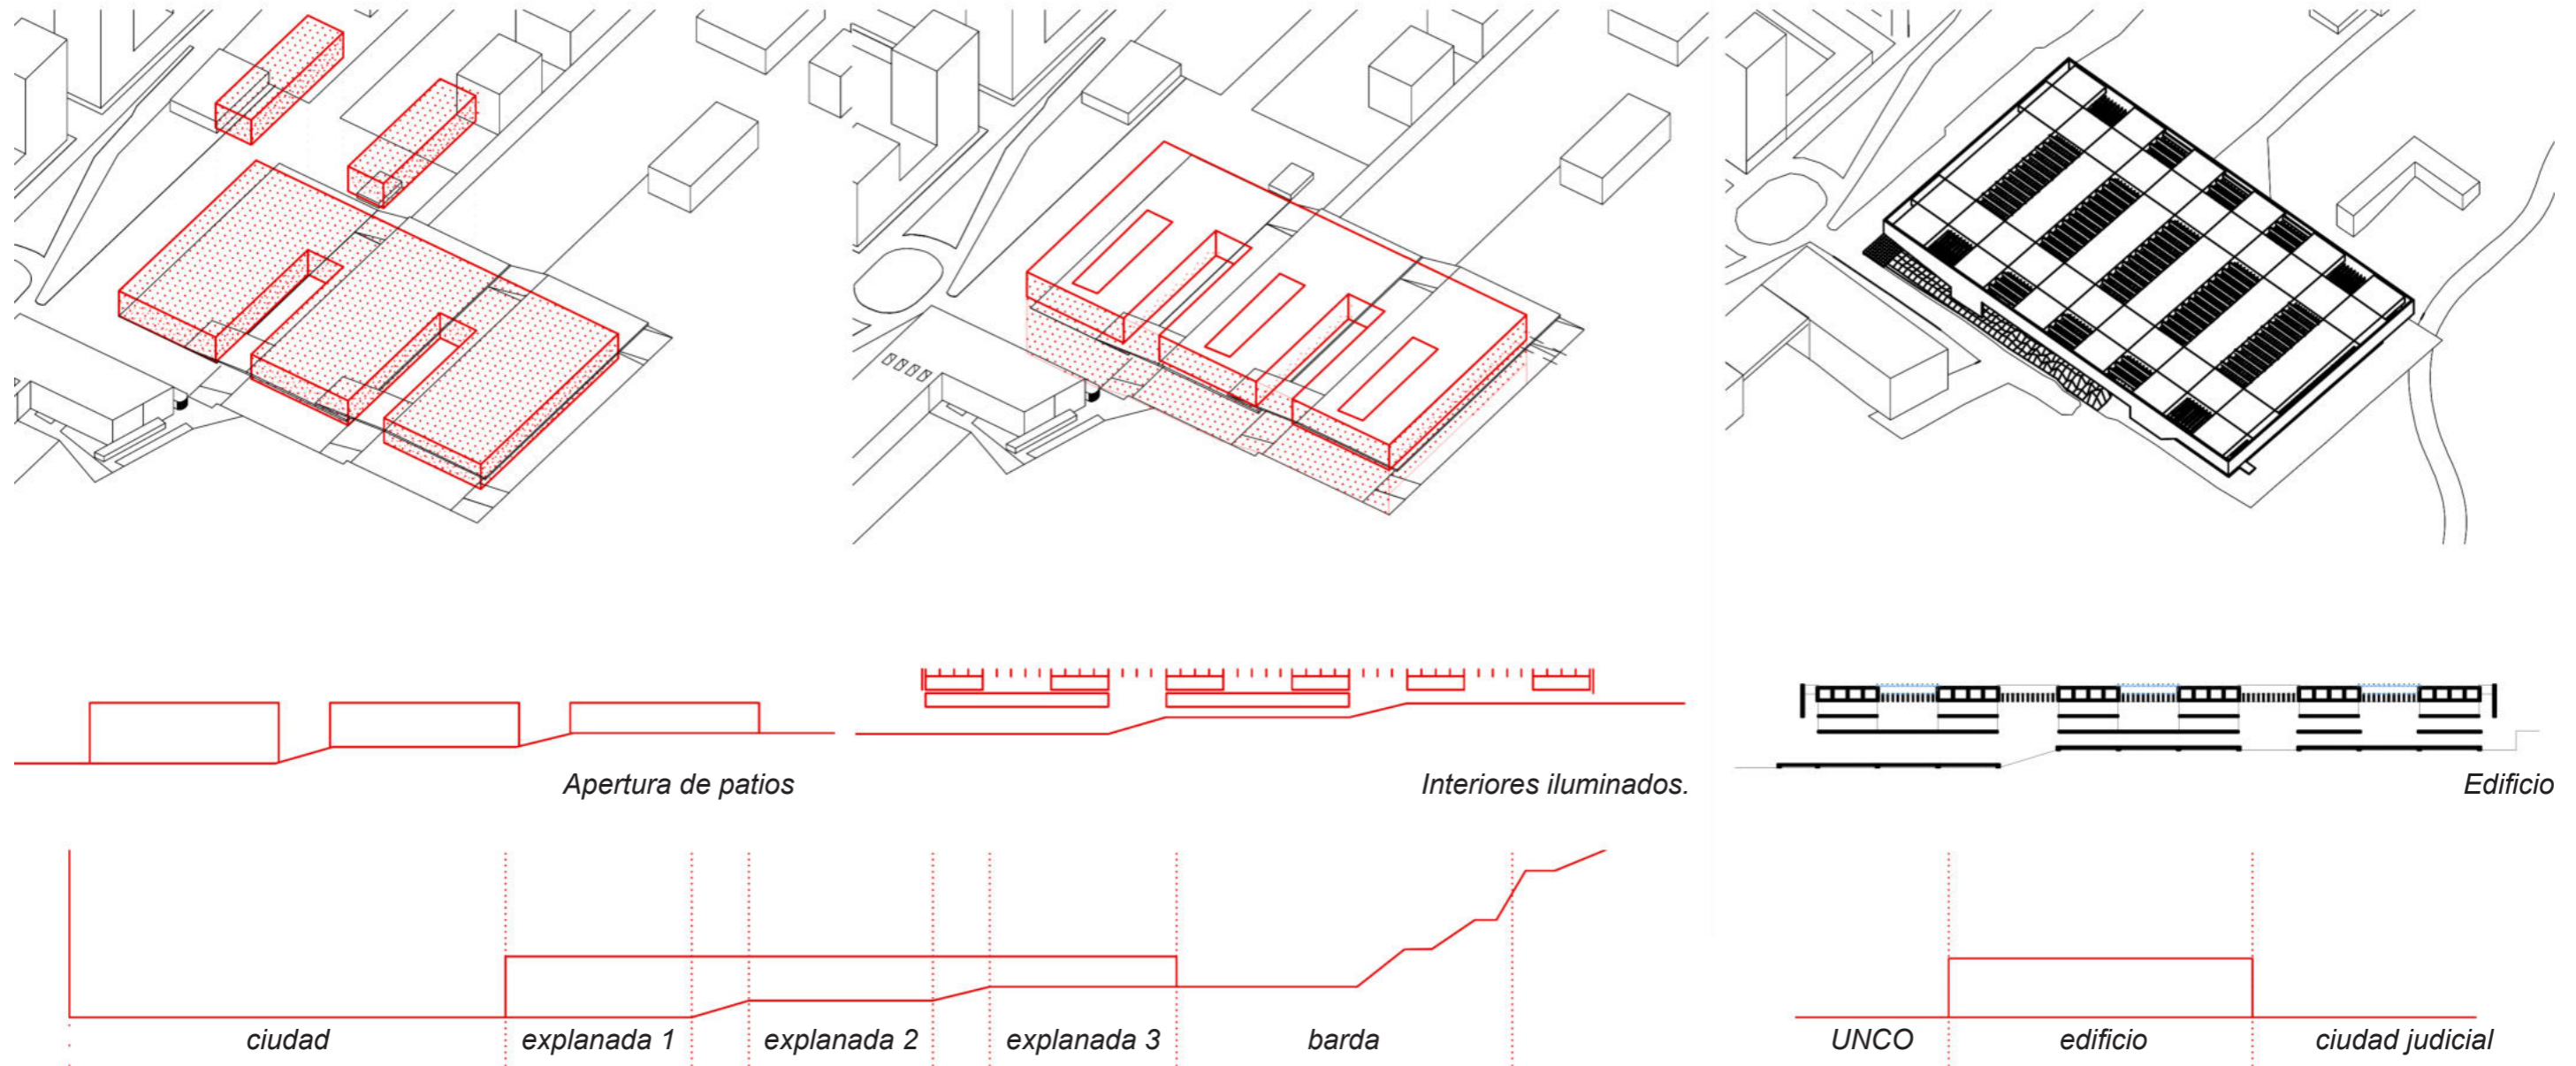 Apertura de patios
Interiores iluminados.
Edificio
ciudad
explanada 1
explanada 2
explanada 3
barda
UNCO
edificio
ciudad judicial